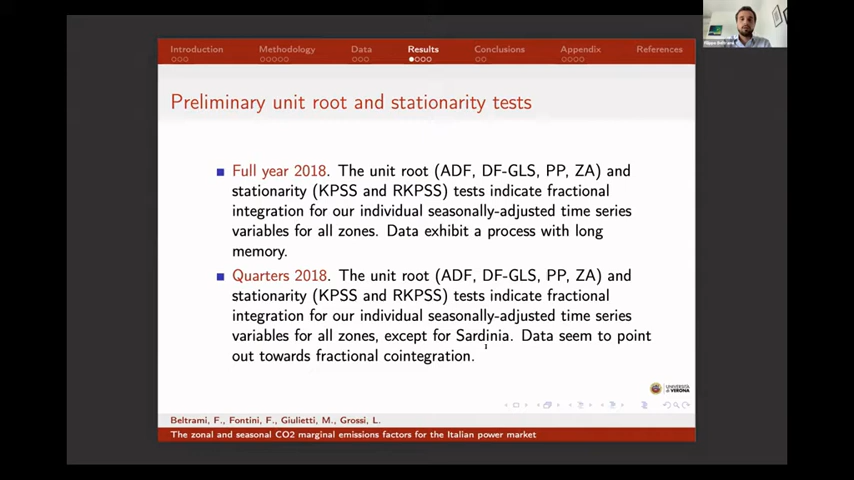 Introduction Methodology Data Results Conclusions Appendix References
Preliminary unit root and stationarity tests
Full year 2018. The unit root (ADF, DF-GLS, PP, ZA) and
stationarity (KPSS and RKPSS) tests indicate fractional
integration for our individual seasonally-adjusted time series
variables for all zones. Data exhibit a process with long
memory.
Quarters 2018. The unit root (ADF, DF-GLS, PP, ZA) and
stationarity (KPSS and RKPSS) tests indicate fractional
integration for our individual seasonally-adjusted time series
variables for all zones, except for Sardinia. Data seem to point
out towards fractional cointegration.
UNIVERSITÀ
di VERONA
Beltrami, F., Fontini, F., Giulietti, M., Grossi, L.
The zonal and seasonal CO2 marginal emissions factors for the Italian power market